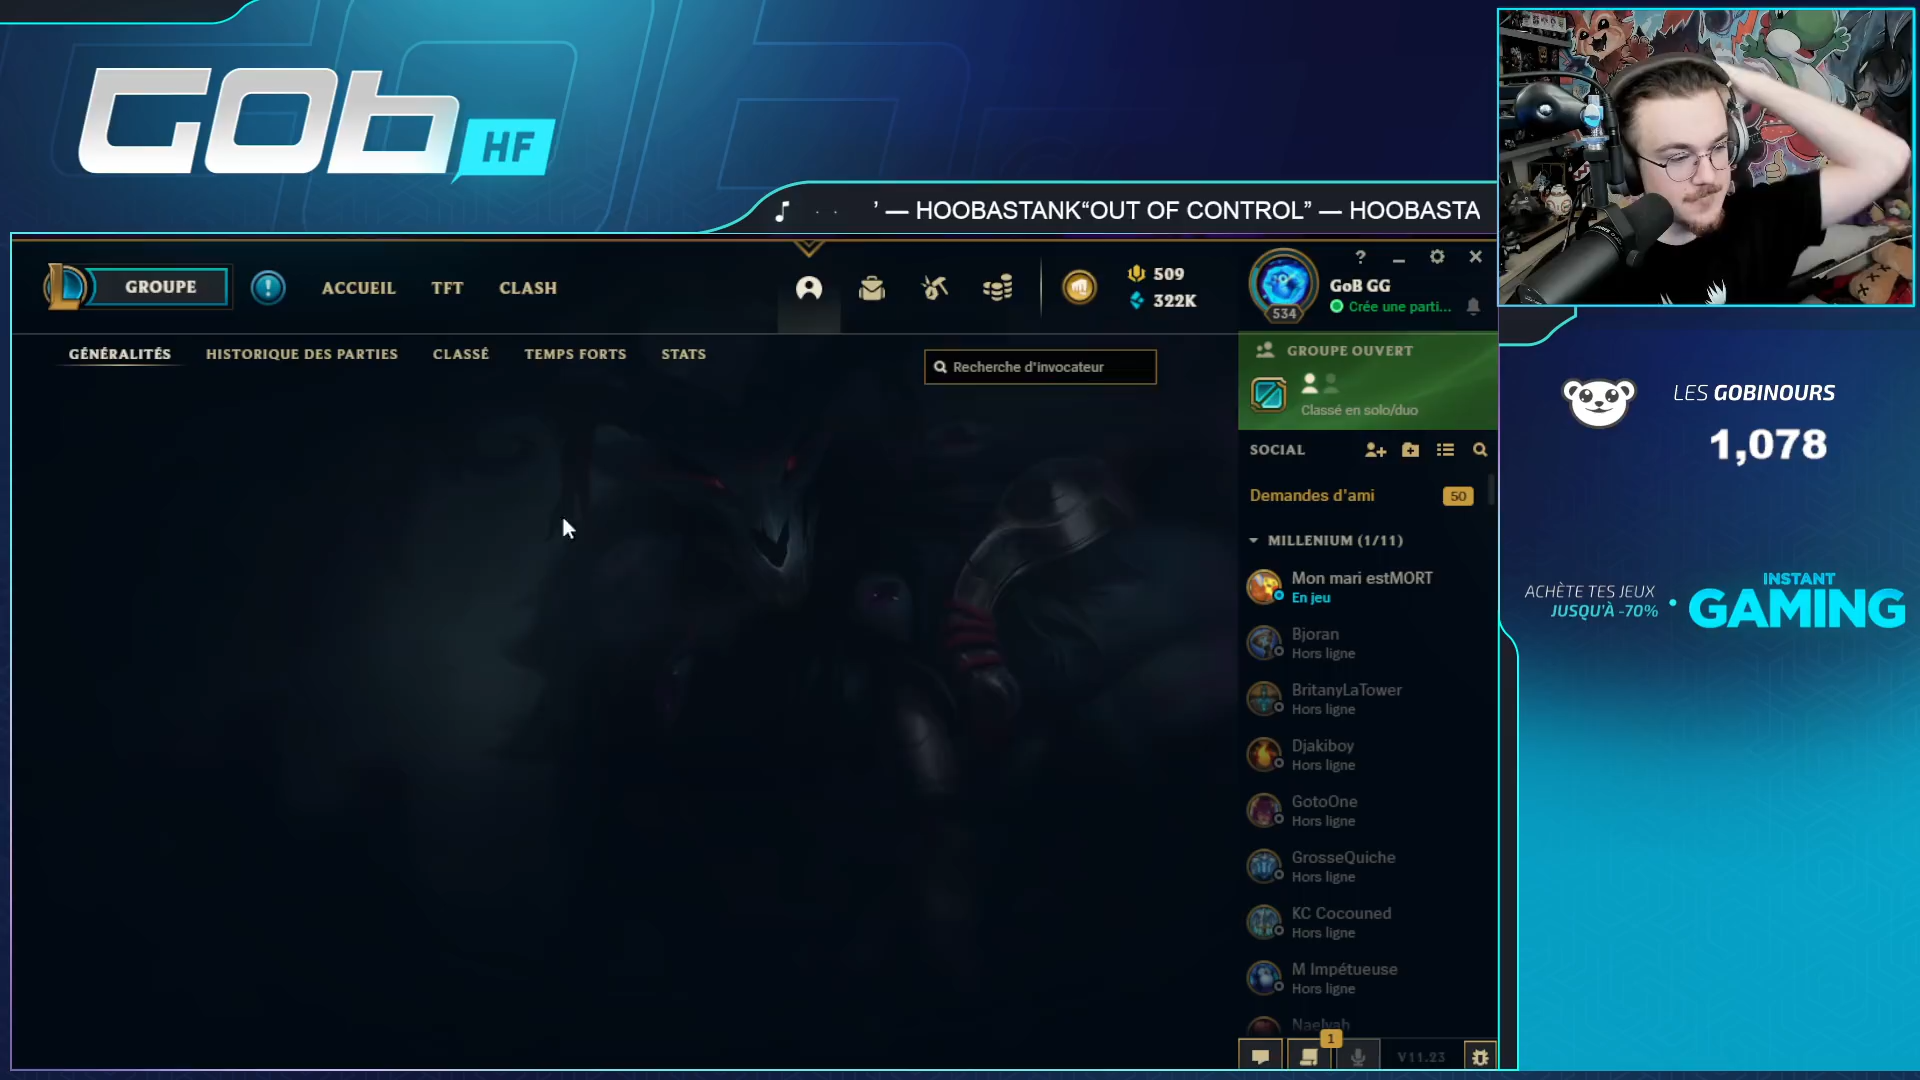 GOB HF
♪ ' — HOOBASTANK“OUT OF CONTROL” — HOOBASTA
GROUPE
ACCUEIL
TFT
CLASH
509
322K
534
GoB GG
Crée une parti...
GÉNÉRALITÉS
HISTORIQUE DES PARTIES
CLASSÉ
TEMPS FORTS
STATS
Recherche d'invocateur
GROUPE OUVERT
Classé en solo/duo
SOCIAL
Demandes d'ami
50
MILLENIUM (1/11)
Mon mari estMORT
En jeu
Bjoran
Hors ligne
BritanyLaTower
Hors ligne
Djakiboy
Hors ligne
GotoOne
Hors ligne
GrosseQuiche
Hors ligne
KC Cocouned
Hors ligne
M Impétueuse
Hors ligne
Naelyah
1
V11.23
LES GOBINOURS
1,078
ACHÈTE TES JEUX
JUSQU'À -70%
INSTANT
GAMING